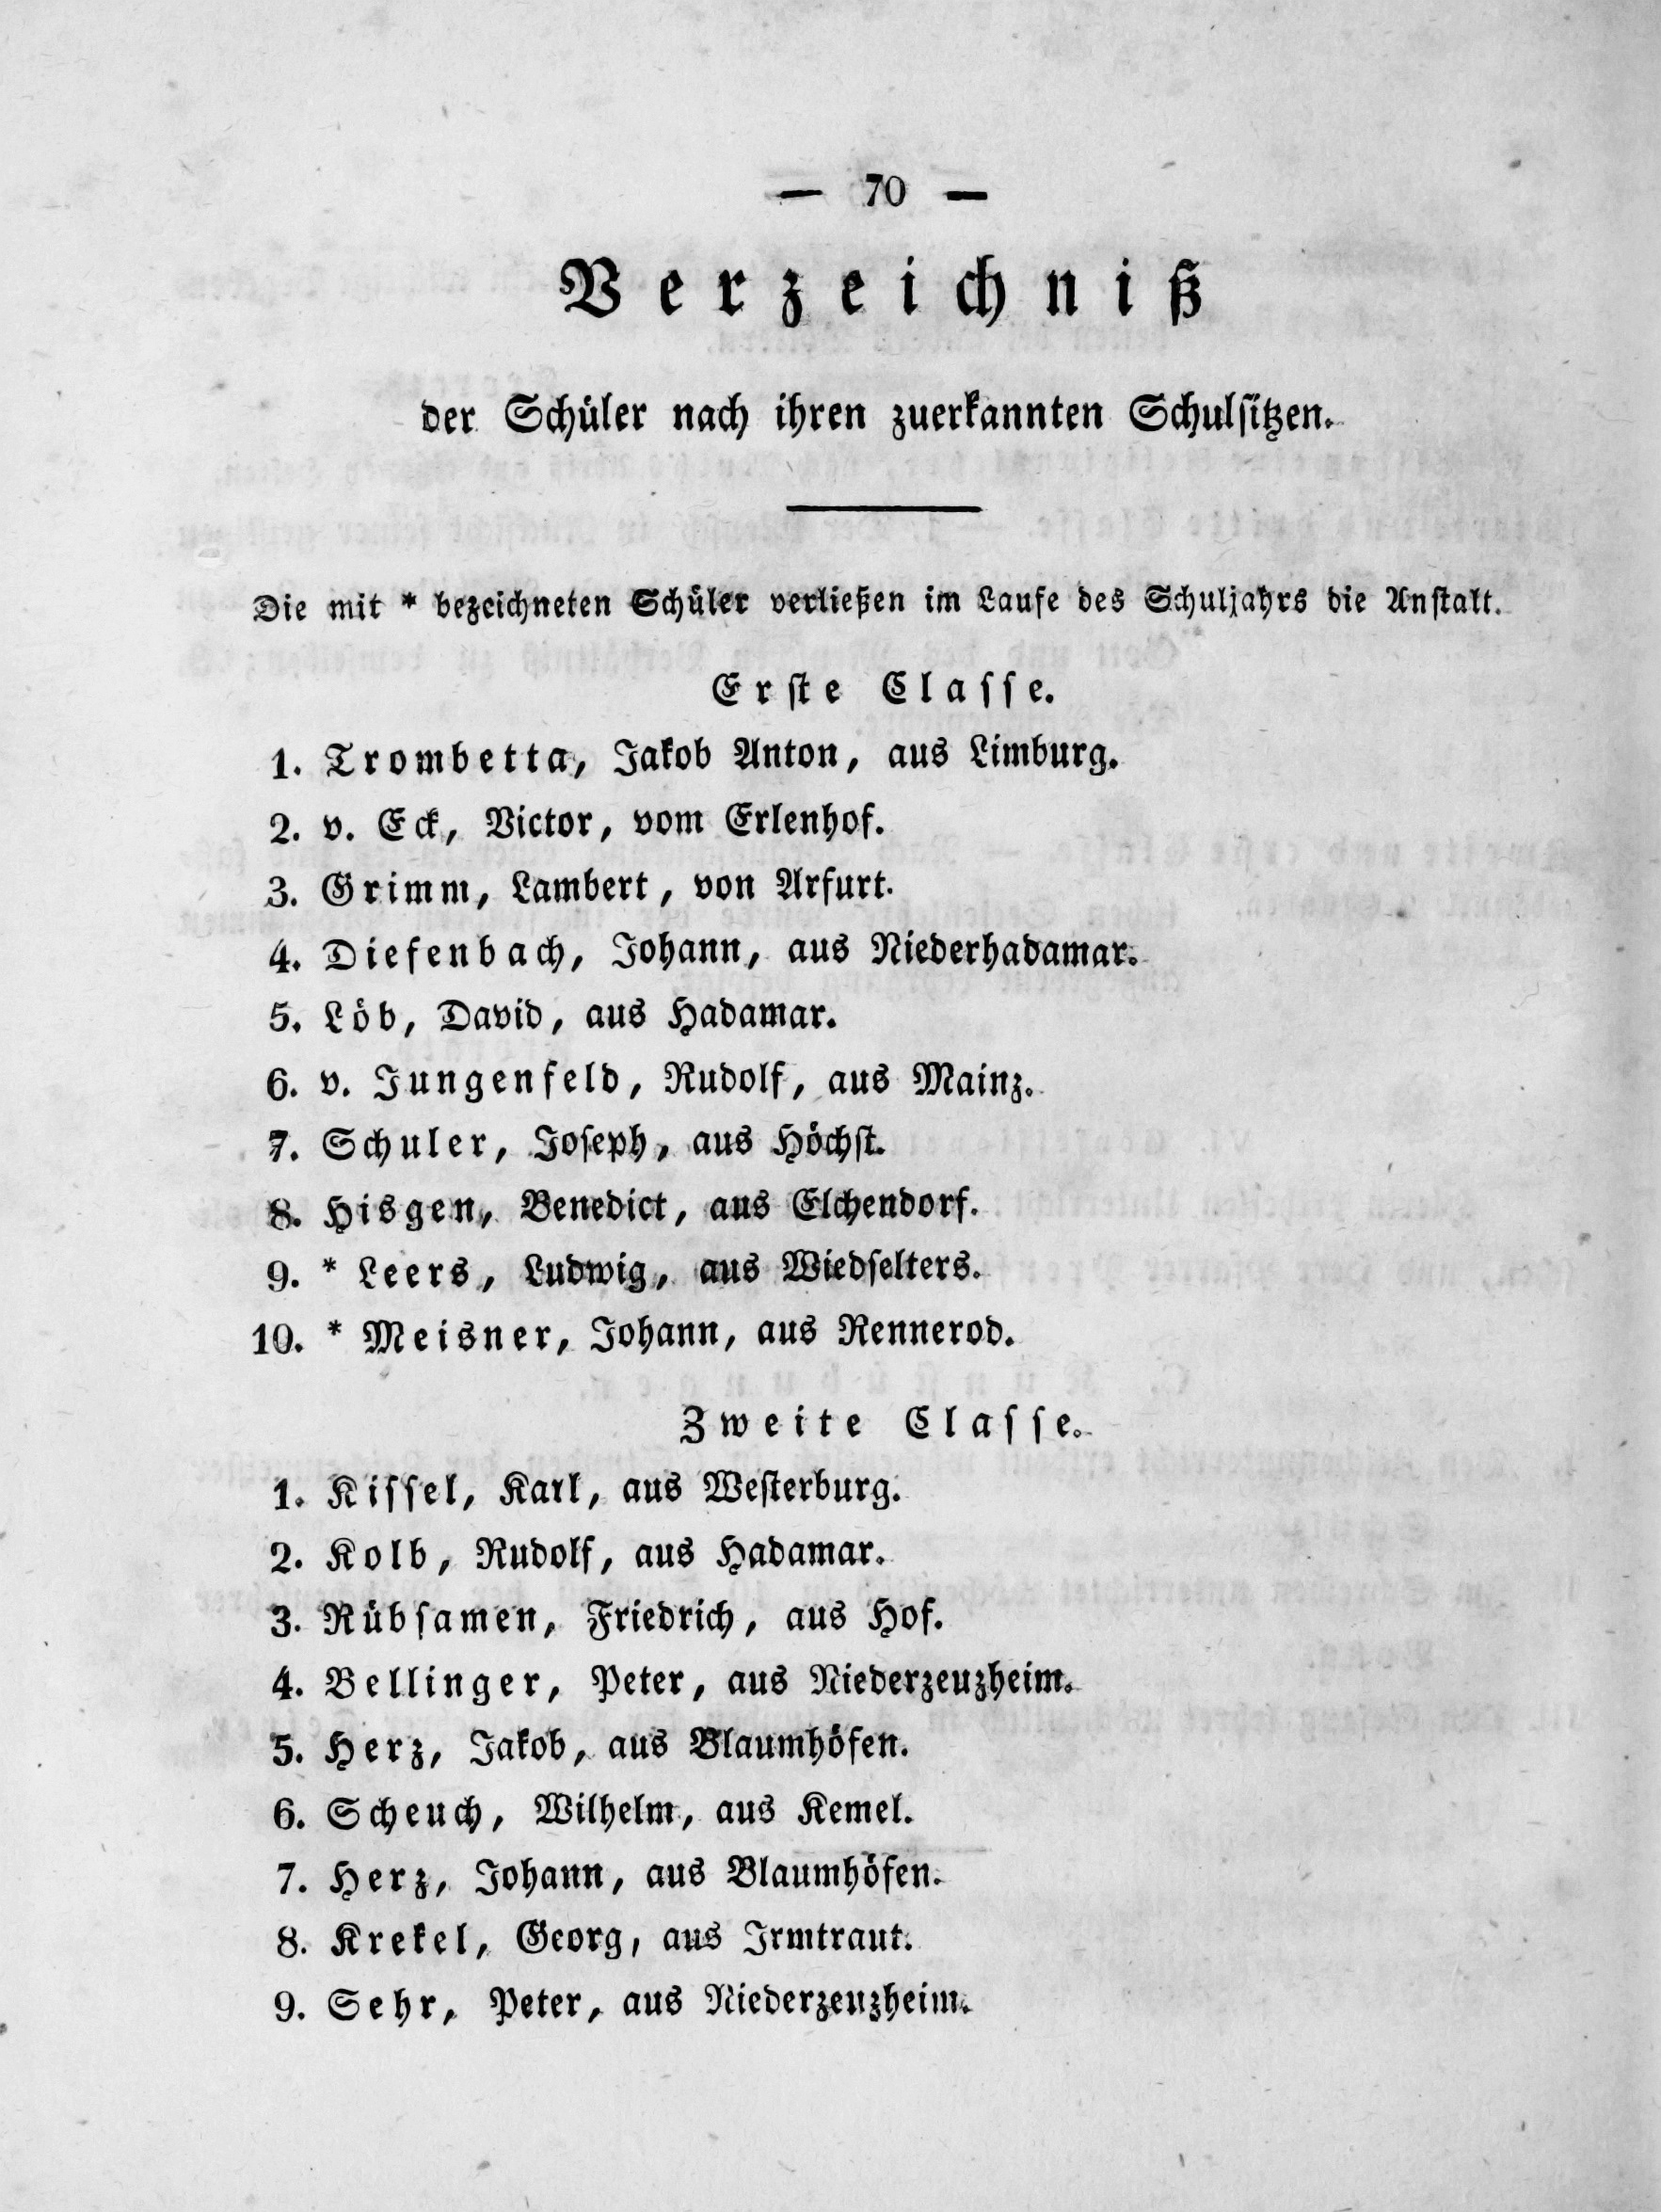 — 70 —
Verzeichniß
der Schüler nach ihren zuerkannten Schulsitzen.
Die mit * bezeichneten Schüler verließen im Laufe des Schuljahrs die Anstalt.
Erste Classe.
1. Trombetta, Jakob Anton, aus Limburg.
2. v. Eck, Victor, vom Erlenhof.
3. Grimm, Lambert, von Arfurt.
4. Diefenbach, Johann, aus Niederhadamar.
5. Löb, David, aus Hadamar.
6. v. Jungenfeld, Rudolf, aus Mainz.
7. Schuler, Joseph, aus Höchst.
8. Hisgen, Benedict, aus Elchendorf.
9. * Leers, Ludwig, aus Wiedselters.
10. * Meisner, Johann, aus Rennerod.
Zweite Classe.
1. Kissel, Karl, aus Westerburg.
2. Kolb, Rudolf, aus Hadamar.
3. Rübsamen, Friedrich, aus Hof.
4. Bellinger, Peter, aus Niederzeuzheim.
5. Herz, Jakob, aus Blaumhöfen.
6. Scheuch, Wilhelm, aus Kemel.
7. Herz, Johann, aus Blaumhöfen.
8. Krekel, Georg, aus Irmtraut.
9. Sehr, Peter, aus Niederzeuzheim.